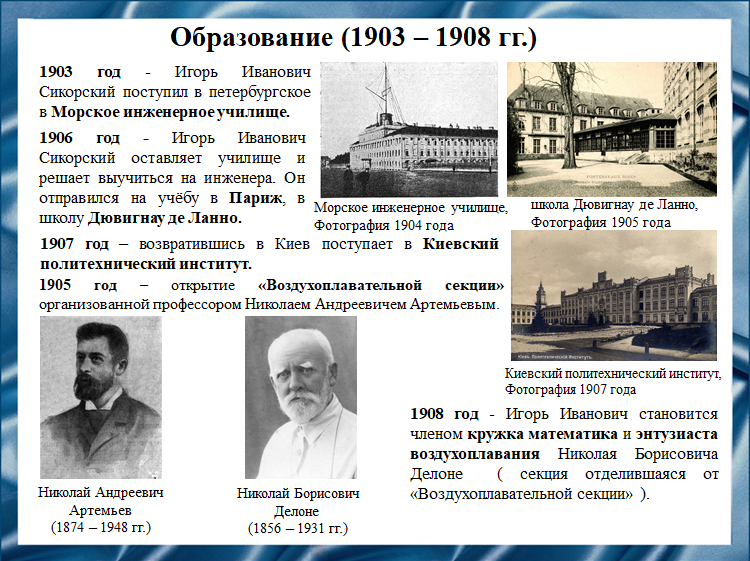 Образование (1903 – 1908 гг.)
1903 год - Игорь Иванович
Сикорский поступил в петербургское
в Морское инженерное училище.
1906 год - Игорь Иванович
Сикорский оставляет училище и
решает выучиться на инженера. Он
отправился на учёбу в Париж, в
школу Дювигнау де Ланно.
Морское инженерное училище,
Фотография 1904 года
школа Дювигнау де Ланно,
Фотография 1905 года
1907 год – возвратившись в Киев поступает в Киевский
политехнический институт.
1905 год – открытие «Воздухоплавательной секции»
организованной профессором Николаем Андреевичем Артемьевым.
Киевский политехнический институт,
Фотография 1907 года
1908 год - Игорь Иванович становится
членом кружка математика и энтузиаста
воздухоплавания Николая Борисовича
Делоне ( секция отделившаяся от
«Воздухоплавательной секции» ).
Николай Андреевич
Артемьев
(1874 – 1948 гг.)
Николай Борисович
Делоне
(1856 – 1931 гг.)